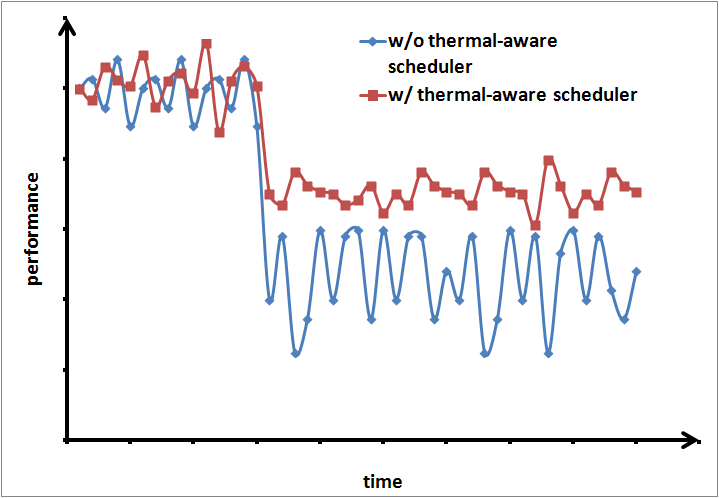 w/o thermal-aware
scheduler
w/ thermal-aware scheduler
performance
time